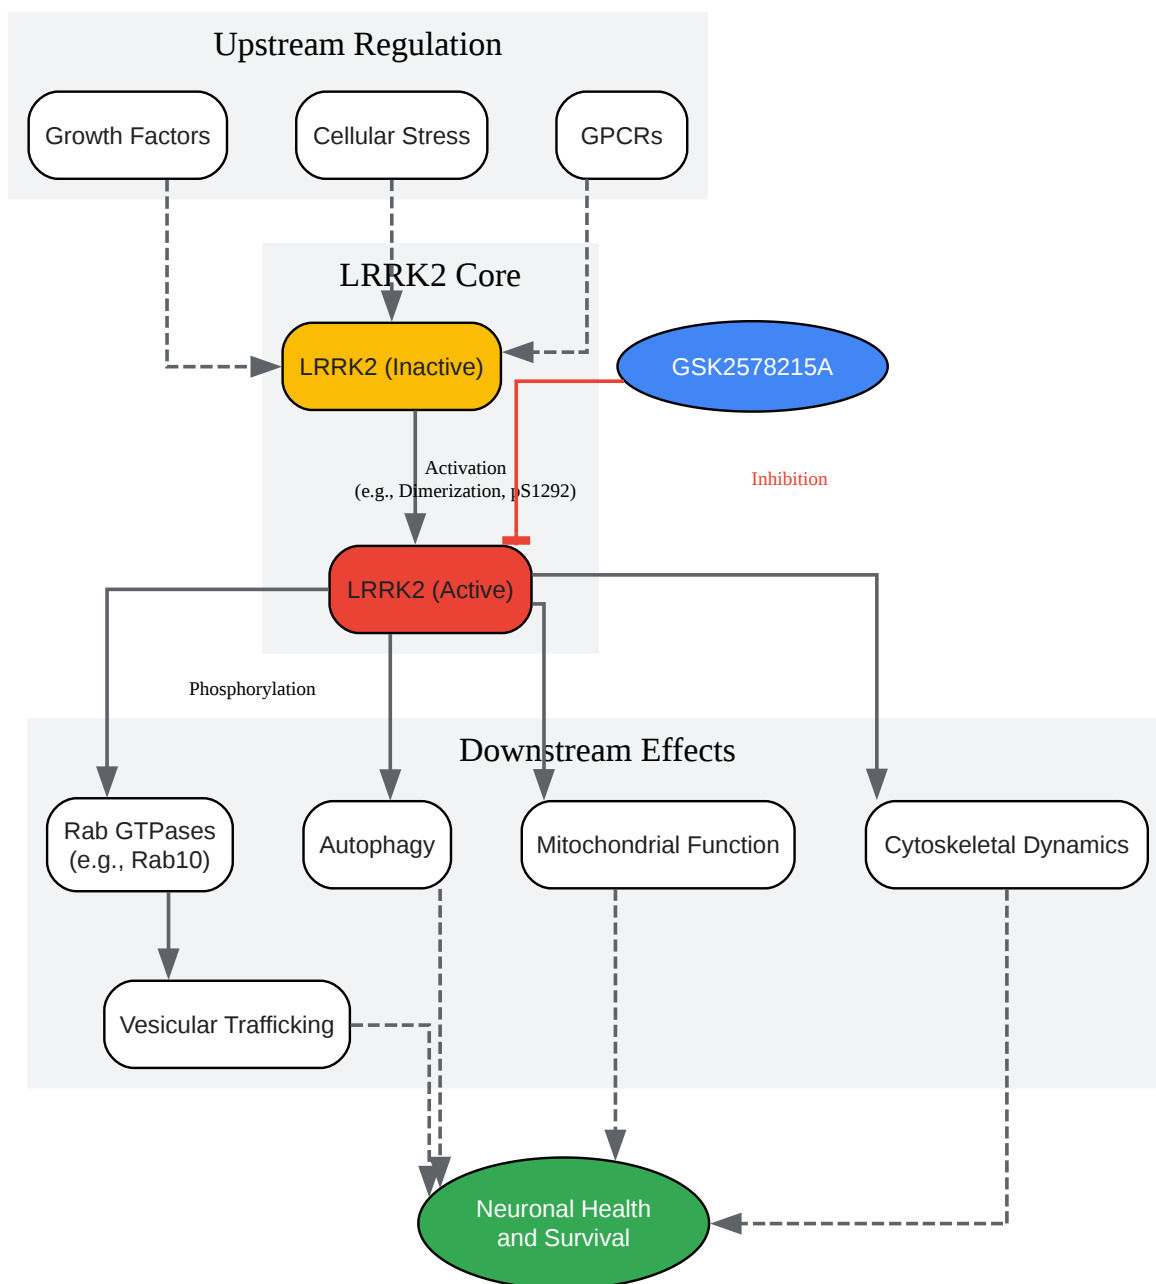 Upstream Regulation
Growth Factors
Cellular Stress
GPCRs
LRRK2 Core
LRRK2 (Inactive)
GSK2578215A
Activation
(e.g., Dimerization, pS1292)
Inhibition
LRRK2 (Active)
Phosphorylation
Downstream Effects
Rab GTPases
(e.g., Rab10)
Autophagy
Mitochondrial Function
Cytoskeletal Dynamics
Vesicular Trafficking
Neuronal Health
and Survival